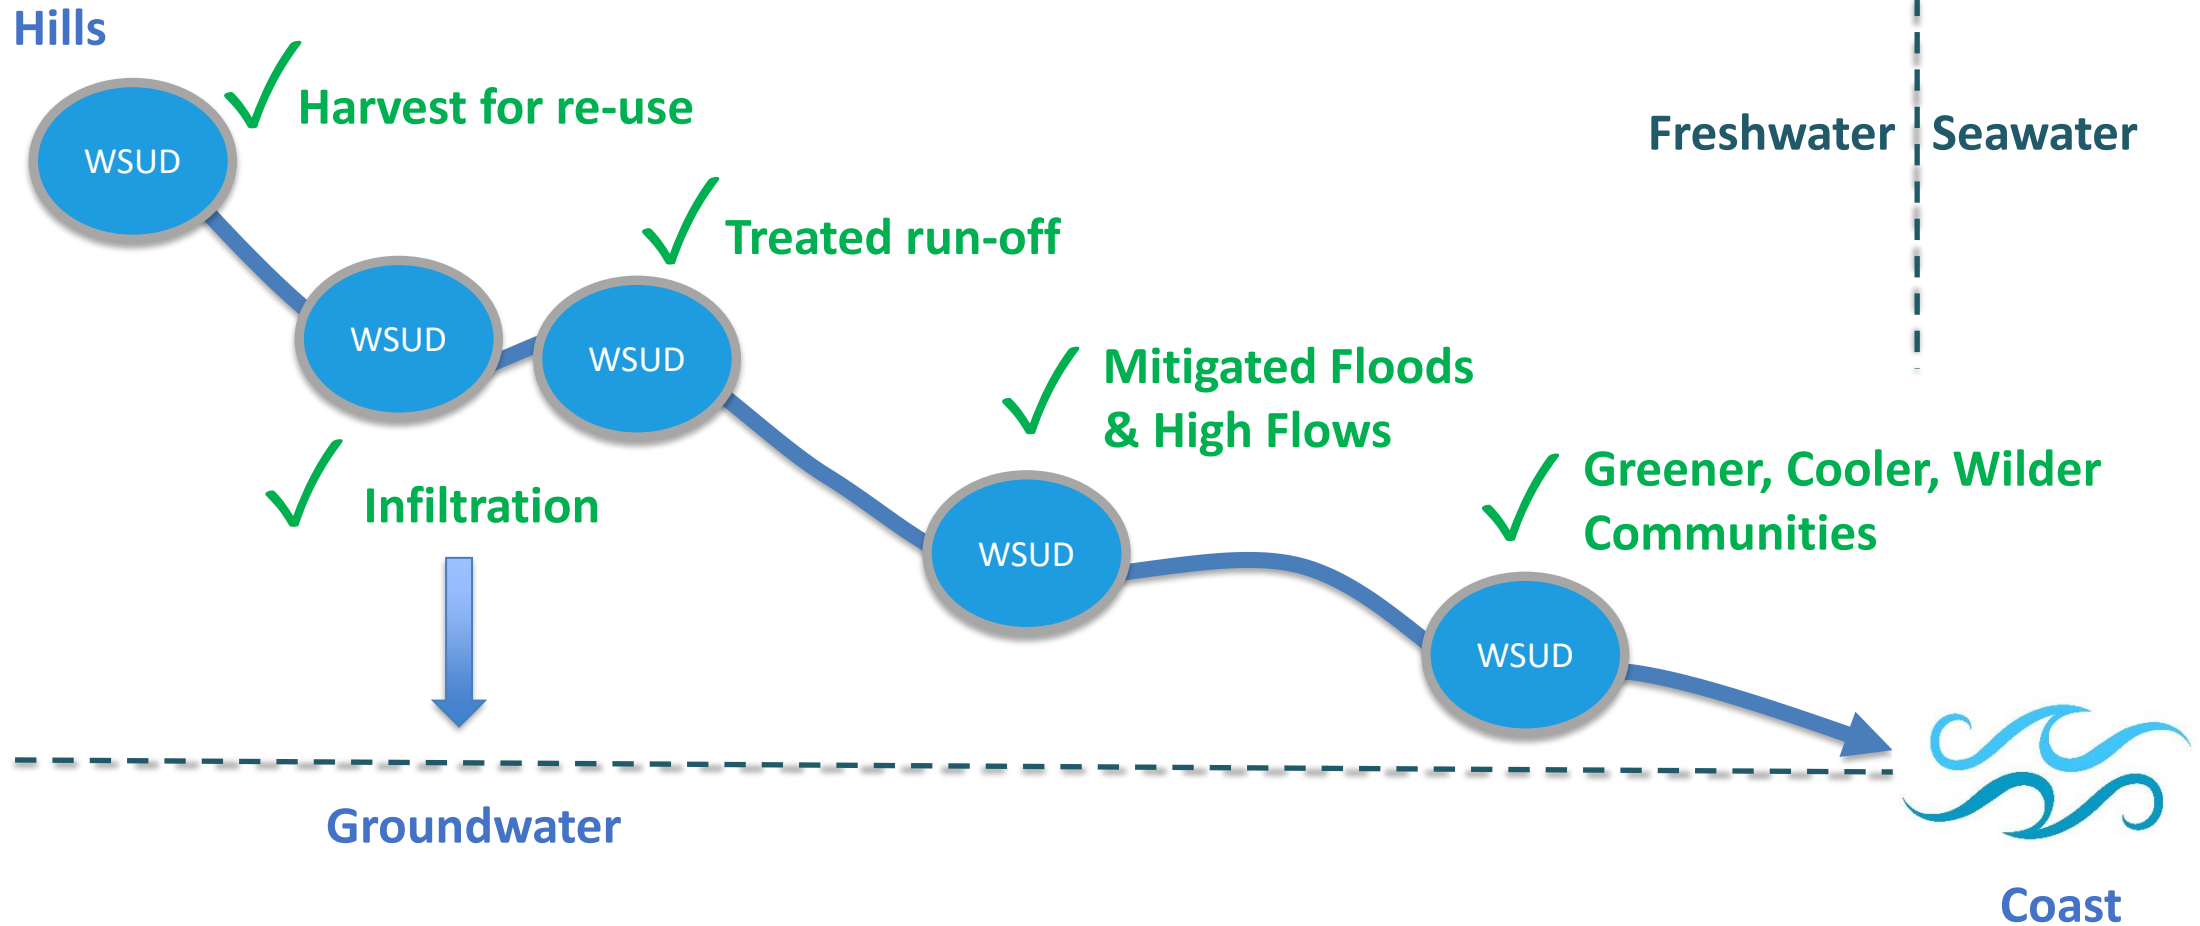 Hills
WSUD
Harvest for re-use
Freshwater
Seawater
WSUD
WSUD
Treated run-off
Infiltration
WSUD
Mitigated Floods
& High Flows
WSUD
Greener, Cooler, Wilder
Communities
Groundwater
Coast